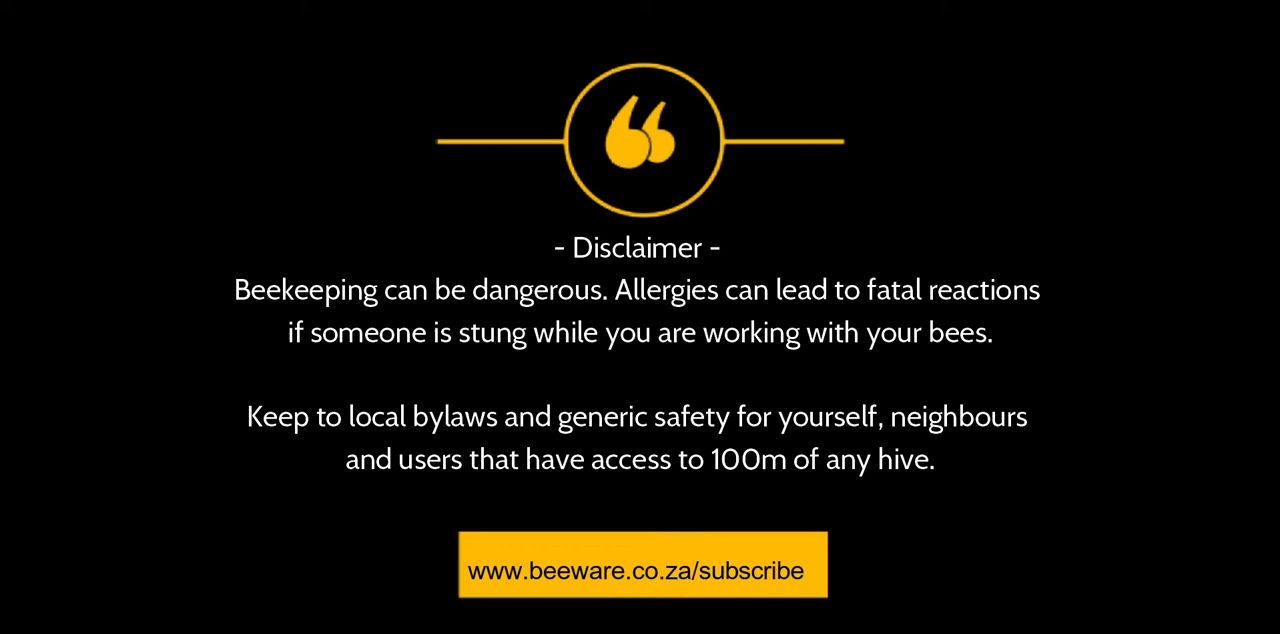 - Disclaimer -
Beekeeping can be dangerous. Allergies can lead to fatal reactions
if someone is stung while you are working with your bees.
Keep to local bylaws and generic safety for yourself, neighbours
and users that have access to 100m of any hive.
www.beeware.co.za/subscribe